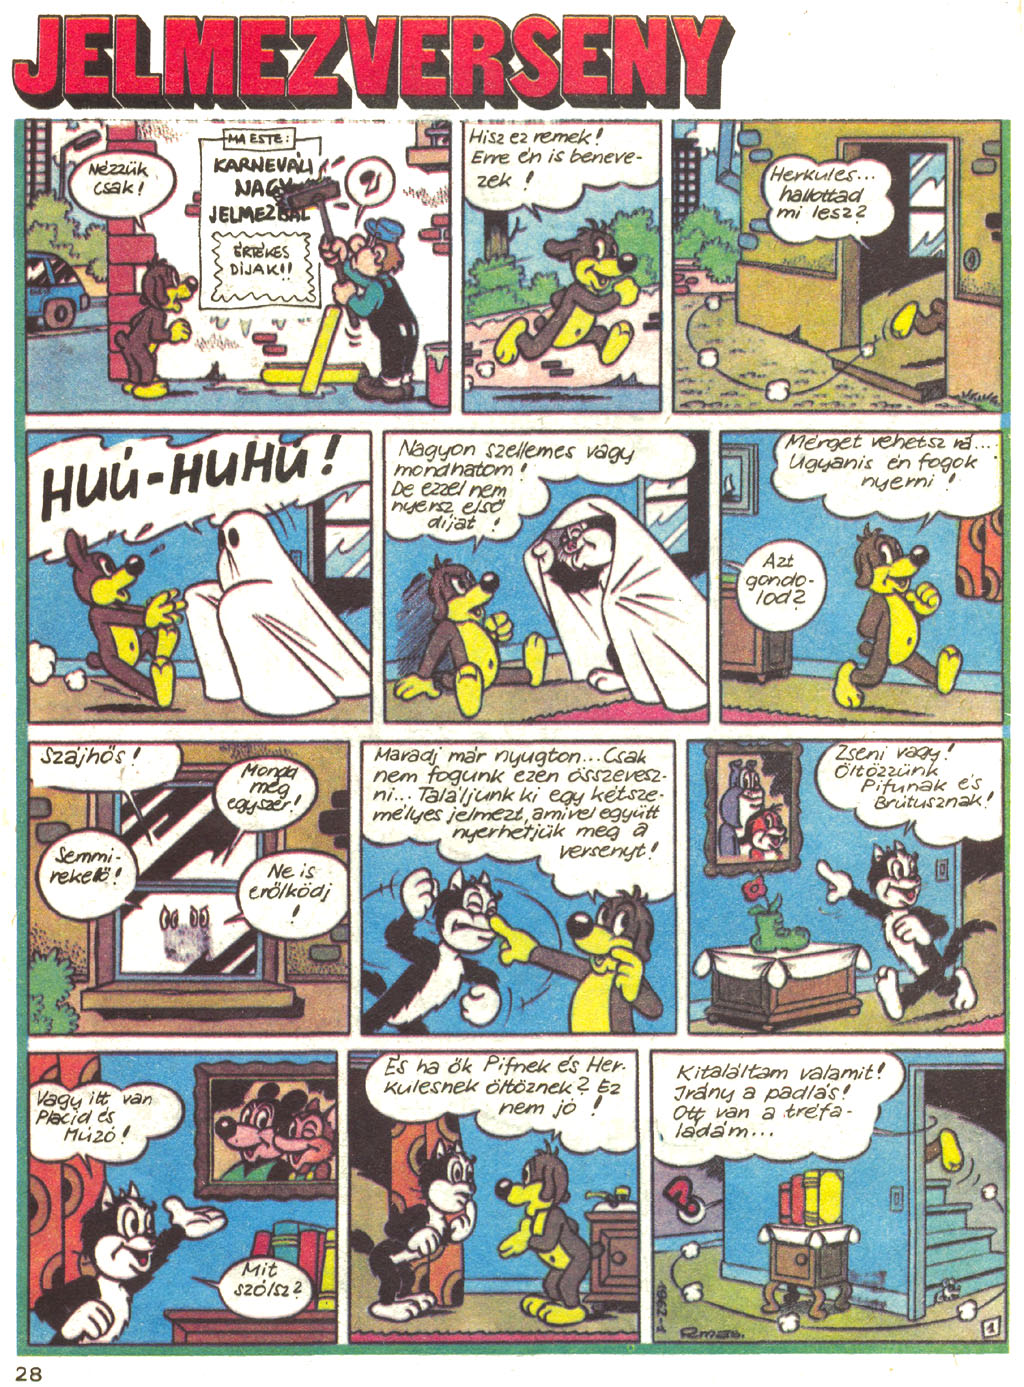 JELMEZVERSENY
Nézzük
csak!
MA ESTE:
KARNEVÁLI
NAGY
JELMEZBÁL
ÉRTÉKES
DÍJAK!!
?
Hisz ez remek!
Erre én is beneve-
zek!
Herkules...
hallottad
mi lesz?
HUÚ-HUHÚ!
Nagyon szellemes vagy
mondhatom!
De ezzel nem
nyersz első
díjat!
Mérget vehetsz rá...
Ugyanis én fogok
nyerni!
Azt
gondo-
lod?
Szájhős!
Mondd
még
egyszer!
Semmi-
rekellő!
Ne is
erőlködj
!
Maradj már nyugton... Csak
nem fogunk ezen összevesz-
ni... Találjunk ki egy kétsze-
mélyes jelmezt, amivel együtt
nyerhetjük meg a
versenyt!
Zseni vagy!
Öltözzünk
Pifunak és
Brútusznak!
Vagy itt van
Placid és
Múzó!
Mit
szólsz?
És ha ők Pifnek és Her-
kulesnek öltöznek? Ez
nem jó!
Kitaláltam valamit!
Irány a padlás!
Ott van a tréfa-
ládám...
?
R.mas.
1
28